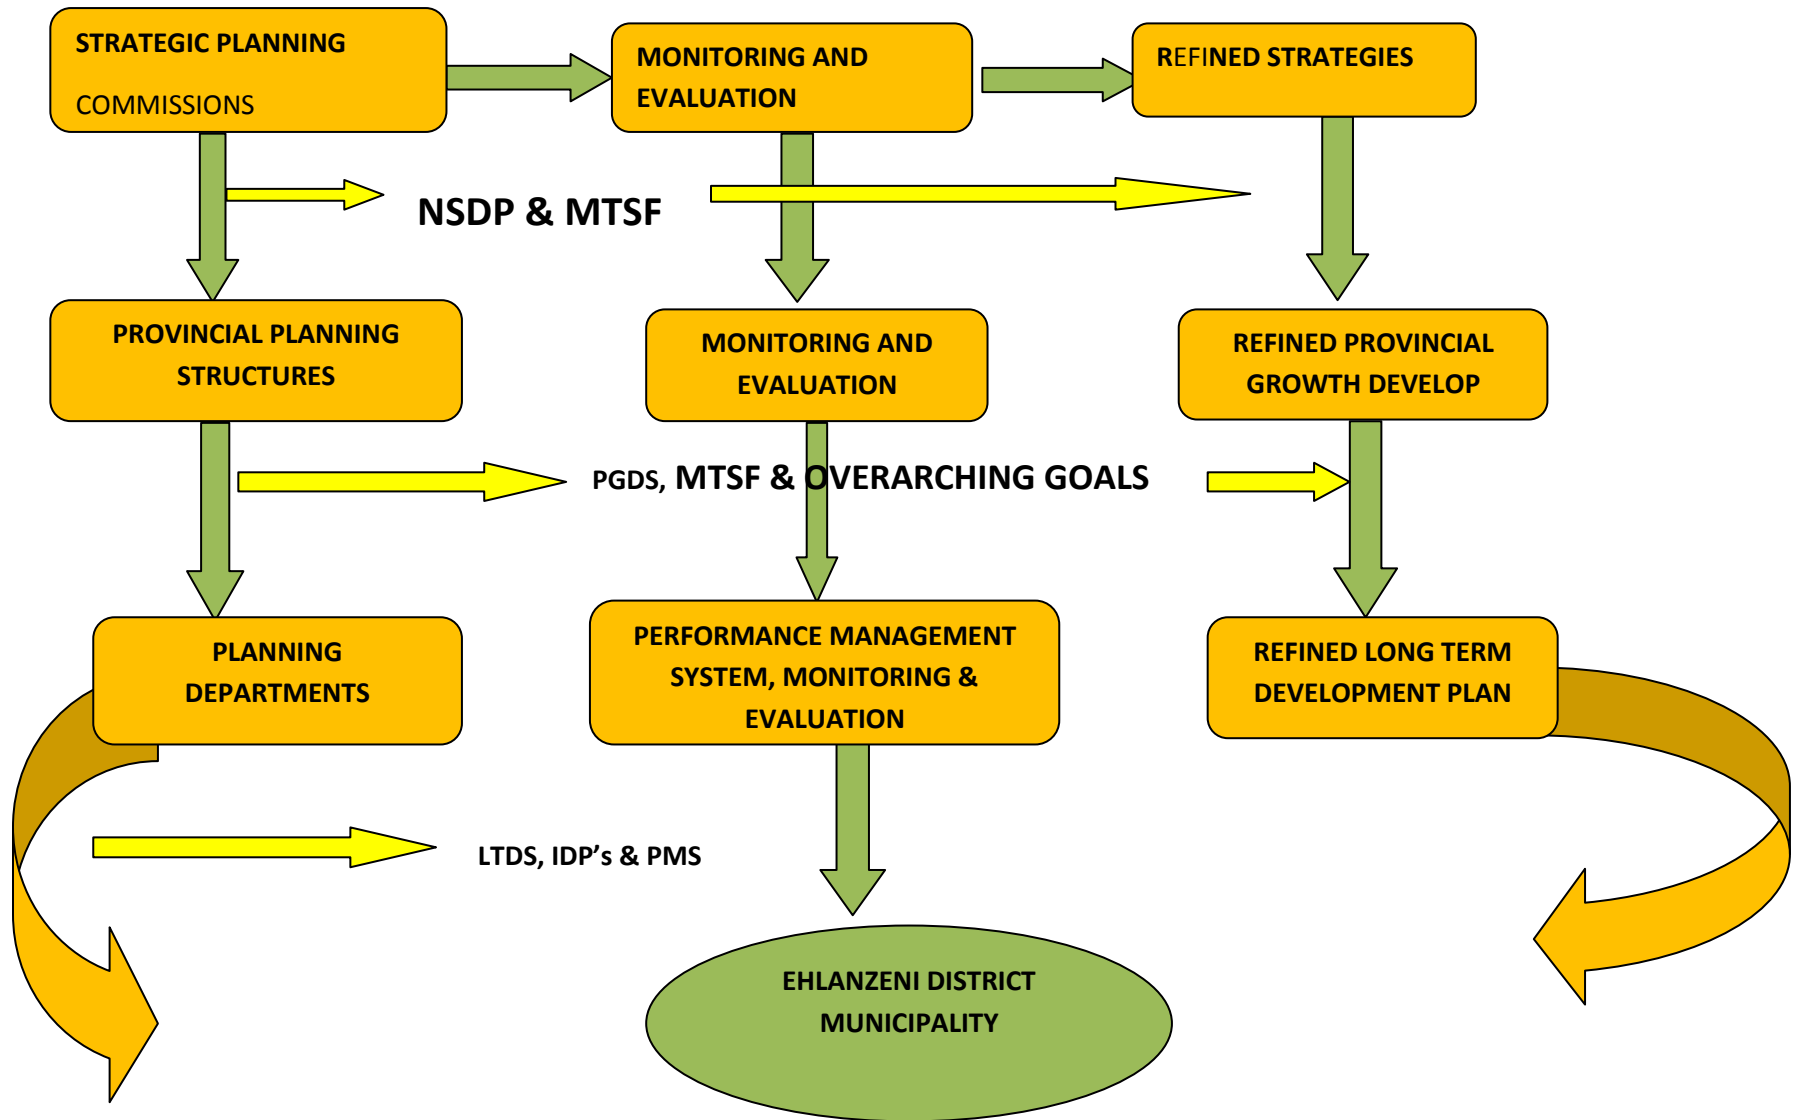 STRATEGIC PLANNING
COMMISSIONS
MONITORING AND
EVALUATION
REFINED STRATEGIES
NSDP & MTSF
PROVINCIAL PLANNING
STRUCTURES
MONITORING AND
EVALUATION
REFINED PROVINCIAL
GROWTH DEVELOP
PGDS, MTSF & OVERARCHING GOALS
PLANNING
DEPARTMENTS
PERFORMANCE MANAGEMENT
SYSTEM, MONITORING &
EVALUATION
REFINED LONG TERM
DEVELOPMENT PLAN
LTDS, IDP’s & PMS
EHLANZENI DISTRICT
MUNICIPALITY